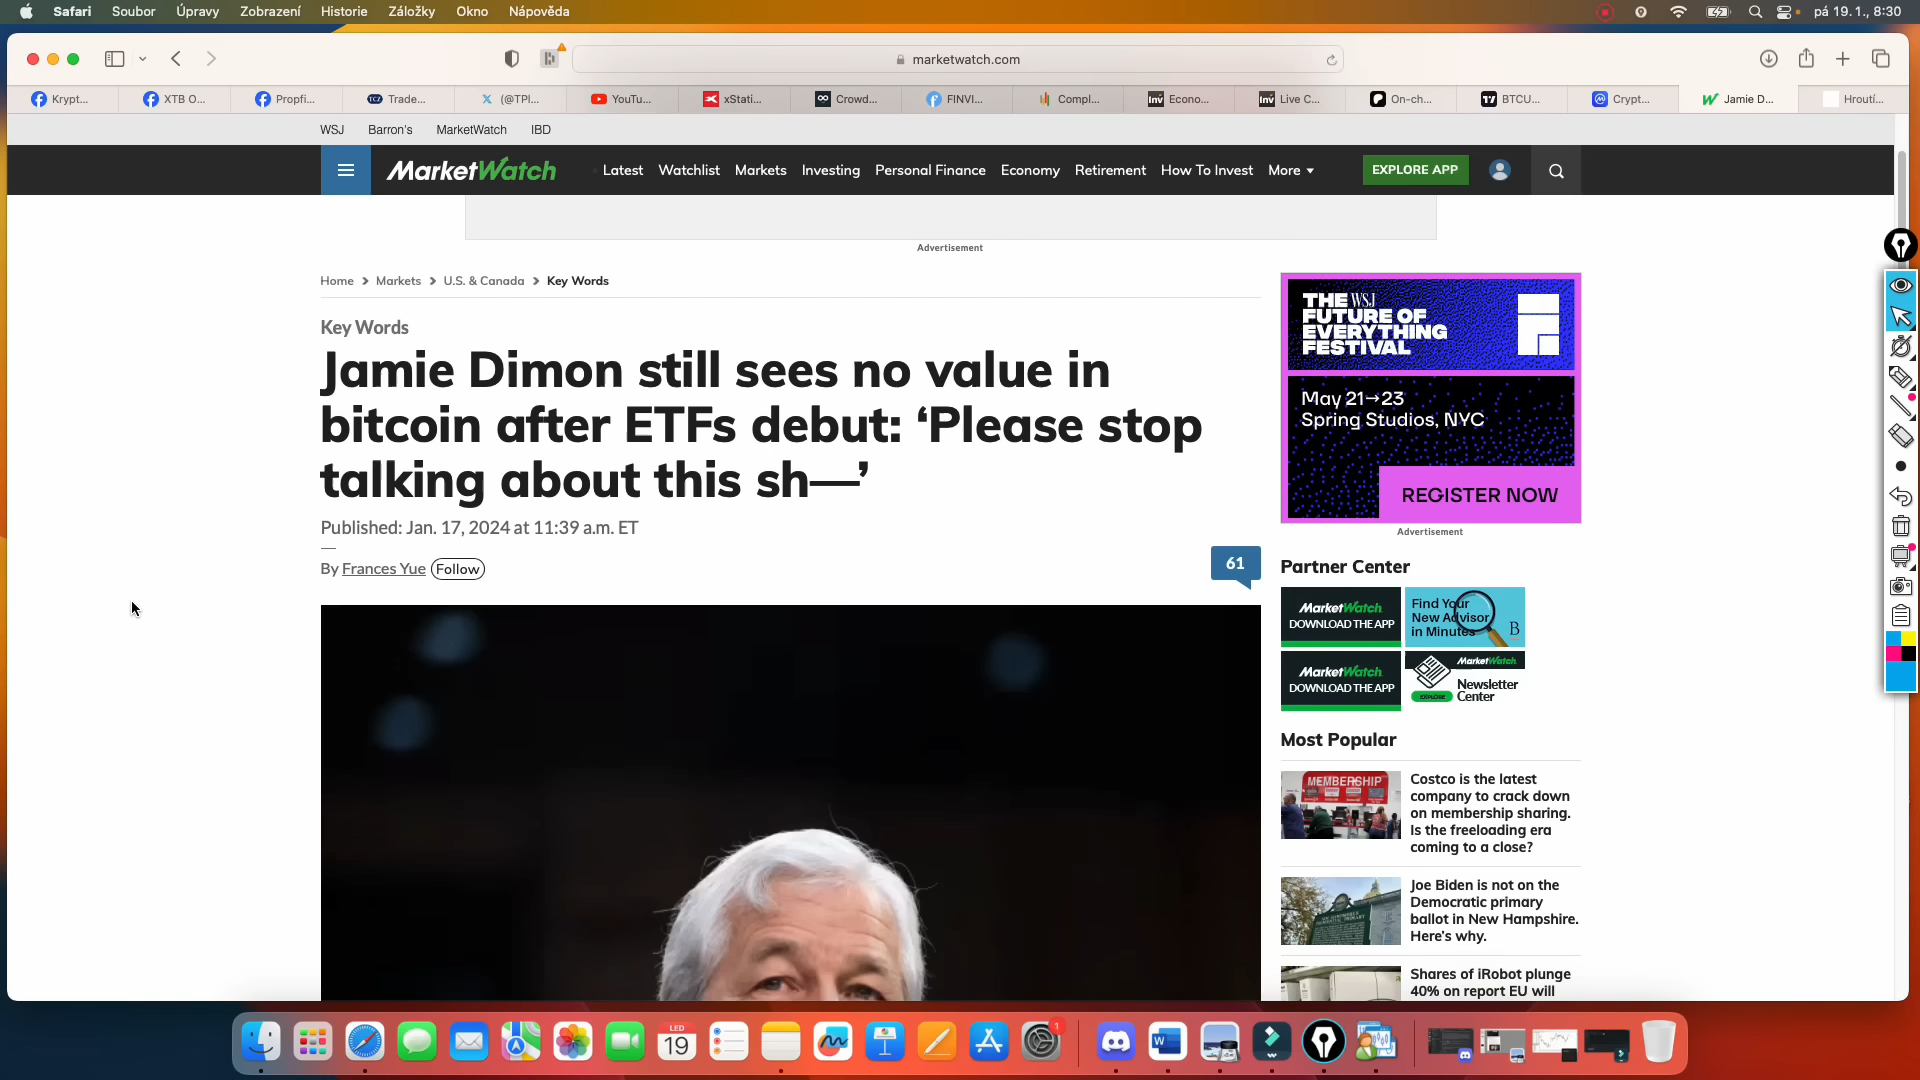 Safari Soubor Úpravy Zobrazení Historie Záložky Okno Nápověda pá 19. 1., 8:30
marketwatch.com
Krypt... XTB O... Propfi... Trade... (@TPI... YouTu... xStati... Crowd... FINVI... Compl... Econo... Live C... On-ch... BTCU... Crypt... Jamie D... Hroutí...
WSJ Barron's MarketWatch IBD
MarketWatch Latest Watchlist Markets Investing Personal Finance Economy Retirement How To Invest More EXPLORE APP
Advertisement
Home > Markets > U.S. & Canada > Key Words
Key Words
Jamie Dimon still sees no value in
bitcoin after ETFs debut: ‘Please stop
talking about this sh—’
Published: Jan. 17, 2024 at 11:39 a.m. ET
By Frances Yue Follow
61
THE WSJ
FUTURE OF
EVERYTHING
FESTIVAL
May 21→23
Spring Studios, NYC
REGISTER NOW
Advertisement
Partner Center
MarketWatch
DOWNLOAD THE APP
Find Your
New Advisor
in Minutes
B
MarketWatch
DOWNLOAD THE APP
MarketWatch
Newsletter
Center
EXPLORE
Most Popular
MEMBERSHIP
Costco is the latest
company to crack down
on membership sharing.
Is the freeloading era
coming to a close?
Joe Biden is not on the
Democratic primary
ballot in New Hampshire.
Here's why.
Shares of iRobot plunge
40% on report EU will
LED
19
1